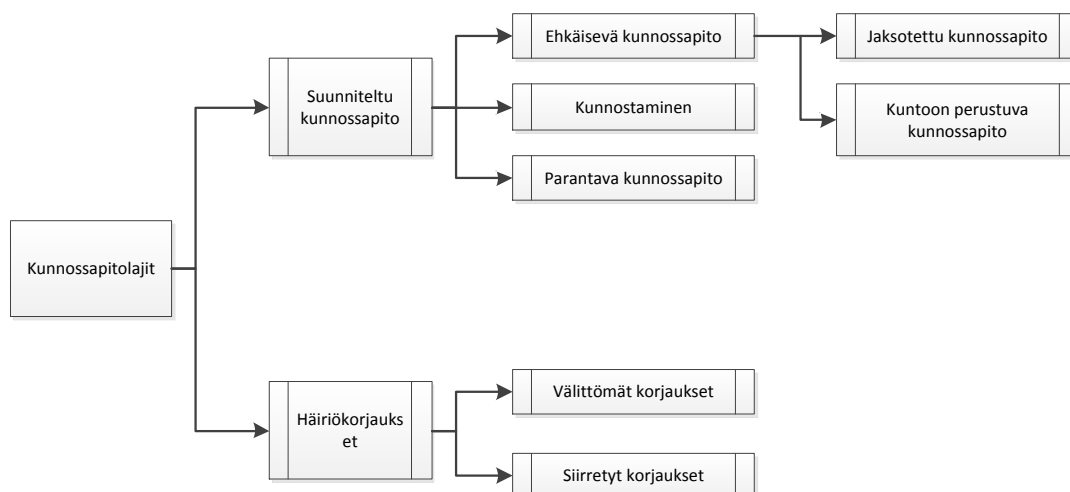 Kunnossapitolajit
Suunniteltu
kunnossapito
Ehkäisevä kunnossapito
Kunnostaminen
Parantava kunnossapito
Jaksotettu kunnossapito
Kuntoon perustuva
kunnossapito
Häiriökorjauks
et
Välittömät korjaukset
Siirretyt korjaukset